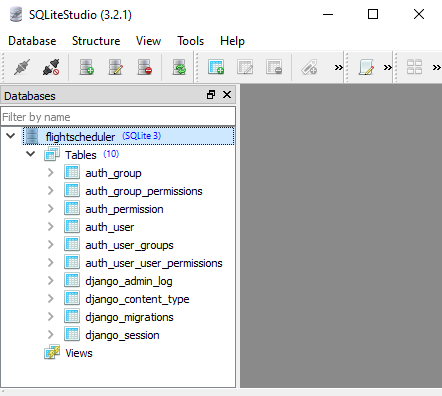 SQLiteStudio (3.2.1)
Database Structure View Tools Help
Databases
Filter by name
flightscheduler (SQLite 3)
Tables (10)
auth_group
auth_group_permissions
auth_permission
auth_user
auth_user_groups
auth_user_user_permissions
django_admin_log
django_content_type
django_migrations
django_session
Views